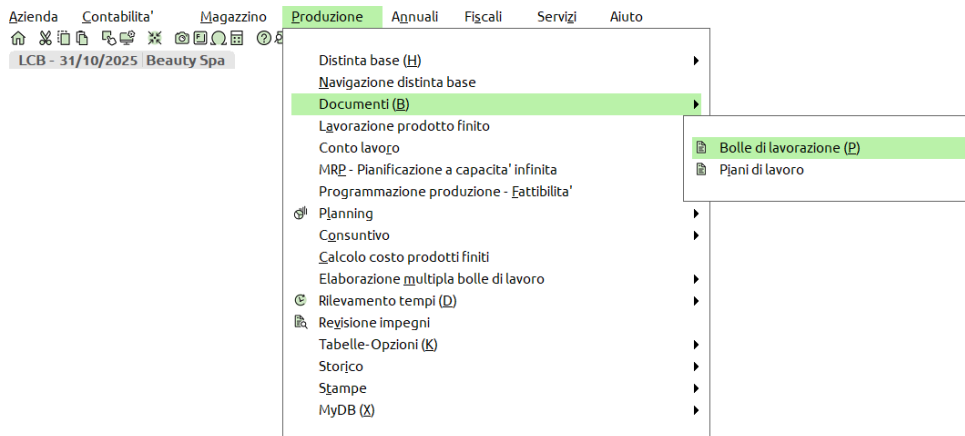 Azienda Contabilita' Magazzino Produzione Annuali Fiscali Servizi Aiuto
LCB - 31/10/2025 Beauty Spa
Distinta base (H)
Navigazione distinta base
Documenti (B)
Bolle di lavorazione (P)
Piani di lavoro
Lavorazione prodotto finito
Conto lavoro
MRP - Pianificazione a capacita' infinita
Programmazione produzione - Fattibilita'
Planning
Consuntivo
Calcolo costo prodotti finiti
Elaborazione multipla bolle di lavoro
Rilevamento tempi (D)
Revisione impegni
Tabelle-Opzioni (K)
Storico
Stampe
MyDB (X)